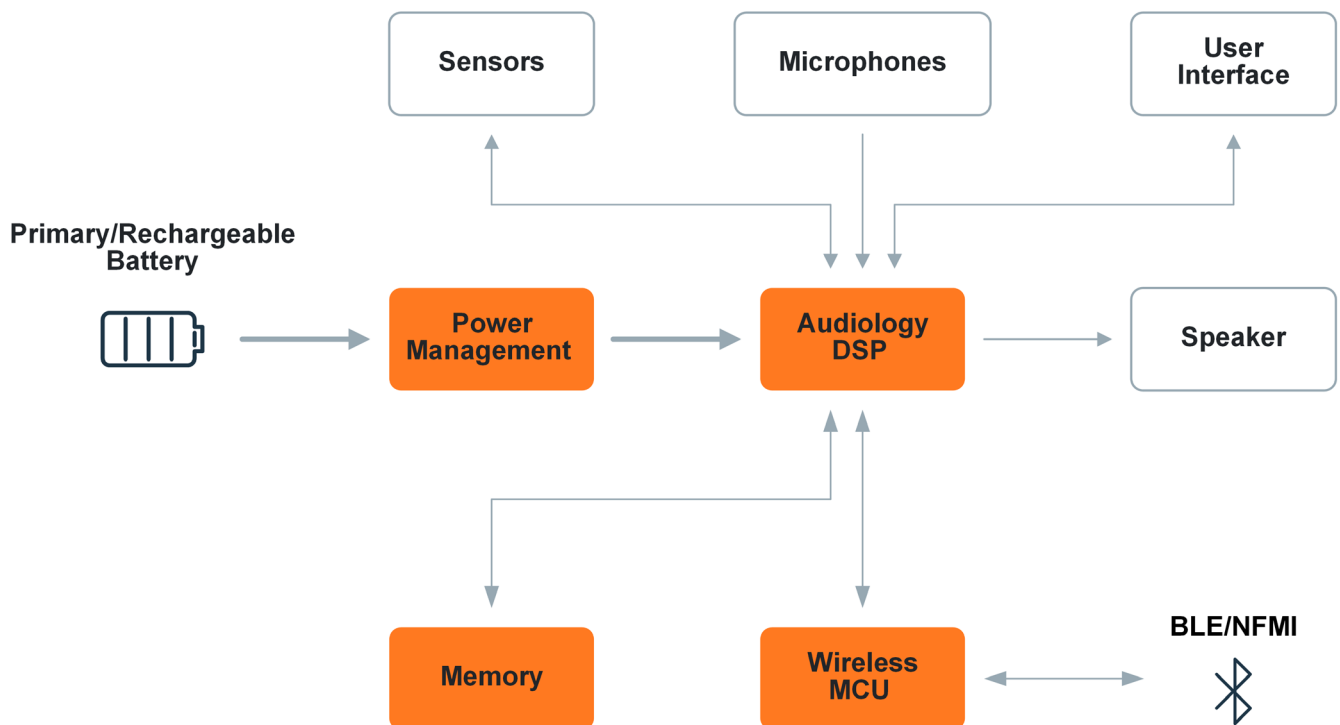 Sensors
Microphones
User
Interface
Primary/Rechargeable
Battery
Power
Management
Audiology
DSP
Speaker
Memory
Wireless
MCU
BLE/NFMI